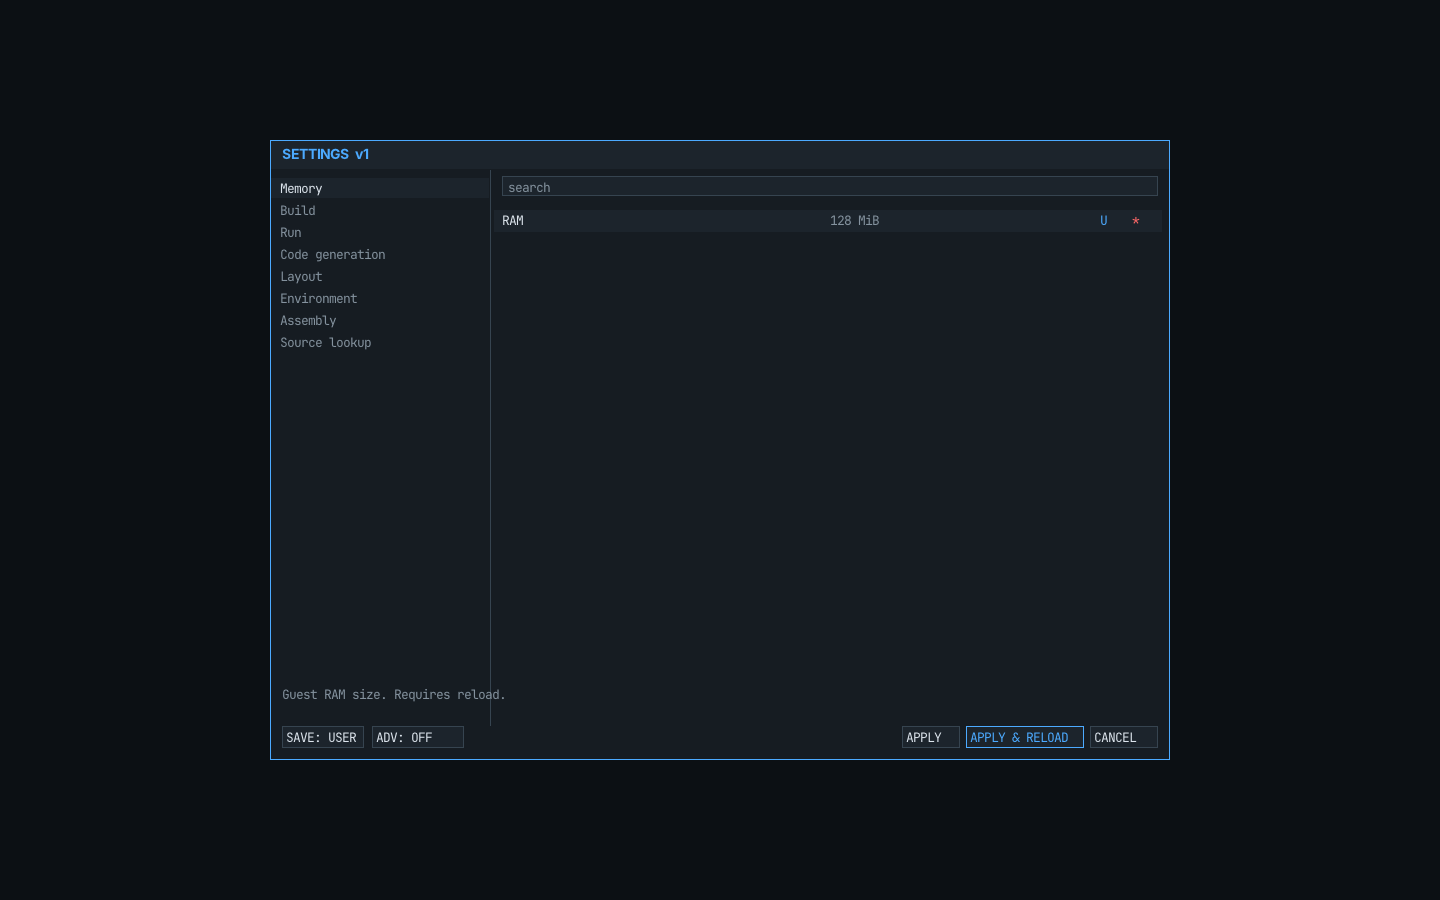 SETTINGS v1
search
Memory
Build
Run
Code generation
Layout
Environment
Assembly
Source lookup
RAM 128 MiB U *
Guest RAM size. Requires reload.
SAVE: USER ADV: OFF APPLY APPLY & RELOAD CANCEL